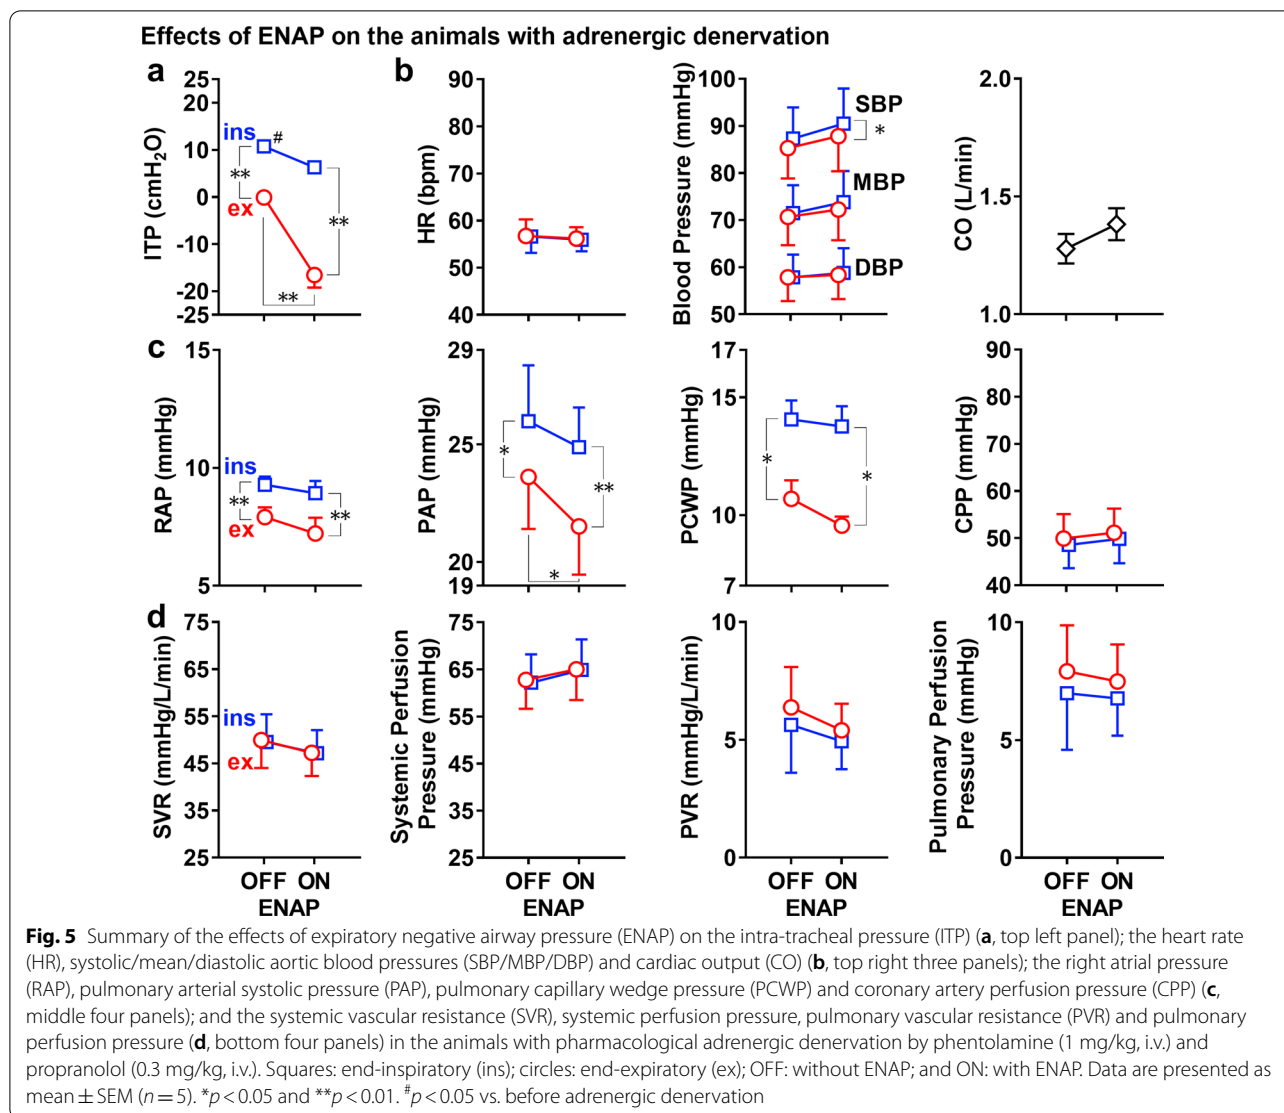 Effects of ENAP on the animals with adrenergic denervation
a
ITP (cmH2O)
25
20
10
0
-10
-20
-25
ins
#
**
ex
**
**
b
HR (bpm)
90
80
70
60
50
40
Blood Pressure (mmHg)
100
90
80
70
60
50
SBP
*
MBP
DBP
CO (L/min)
2.0
1.5
1.0
c
RAP (mmHg)
15
10
5
ins
**
ex
**
PAP (mmHg)
29
25
20
19
*
**
*
PCWP (mmHg)
17
15
10
7
*
*
CPP (mmHg)
90
80
70
60
50
40
d
SVR (mmHg/L/min)
75
65
55
45
35
25
ins
ex
OFF ON
ENAP
Systemic Perfusion
Pressure (mmHg)
75
65
55
45
35
25
OFF ON
ENAP
PVR (mmHg/L/min)
10
5
0
OFF ON
ENAP
Pulmonary Perfusion
Pressure (mmHg)
10
5
0
OFF ON
ENAP
Fig. 5 Summary of the effects of expiratory negative airway pressure (ENAP) on the intra-tracheal pressure (ITP) (a, top left panel); the heart rate
(HR), systolic/mean/diastolic aortic blood pressures (SBP/MBP/DBP) and cardiac output (CO) (b, top right three panels); the right atrial pressure
(RAP), pulmonary arterial systolic pressure (PAP), pulmonary capillary wedge pressure (PCWP) and coronary artery perfusion pressure (CPP) (c,
middle four panels); and the systemic vascular resistance (SVR), systemic perfusion pressure, pulmonary vascular resistance (PVR) and pulmonary
perfusion pressure (d, bottom four panels) in the animals with pharmacological adrenergic denervation by phentolamine (1 mg/kg, i.v.) and
propranolol (0.3 mg/kg, i.v.). Squares: end-inspiratory (ins); circles: end-expiratory (ex); OFF: without ENAP; and ON: with ENAP. Data are presented as
mean ± SEM (n = 5). *p < 0.05 and **p < 0.01. #p < 0.05 vs. before adrenergic denervation